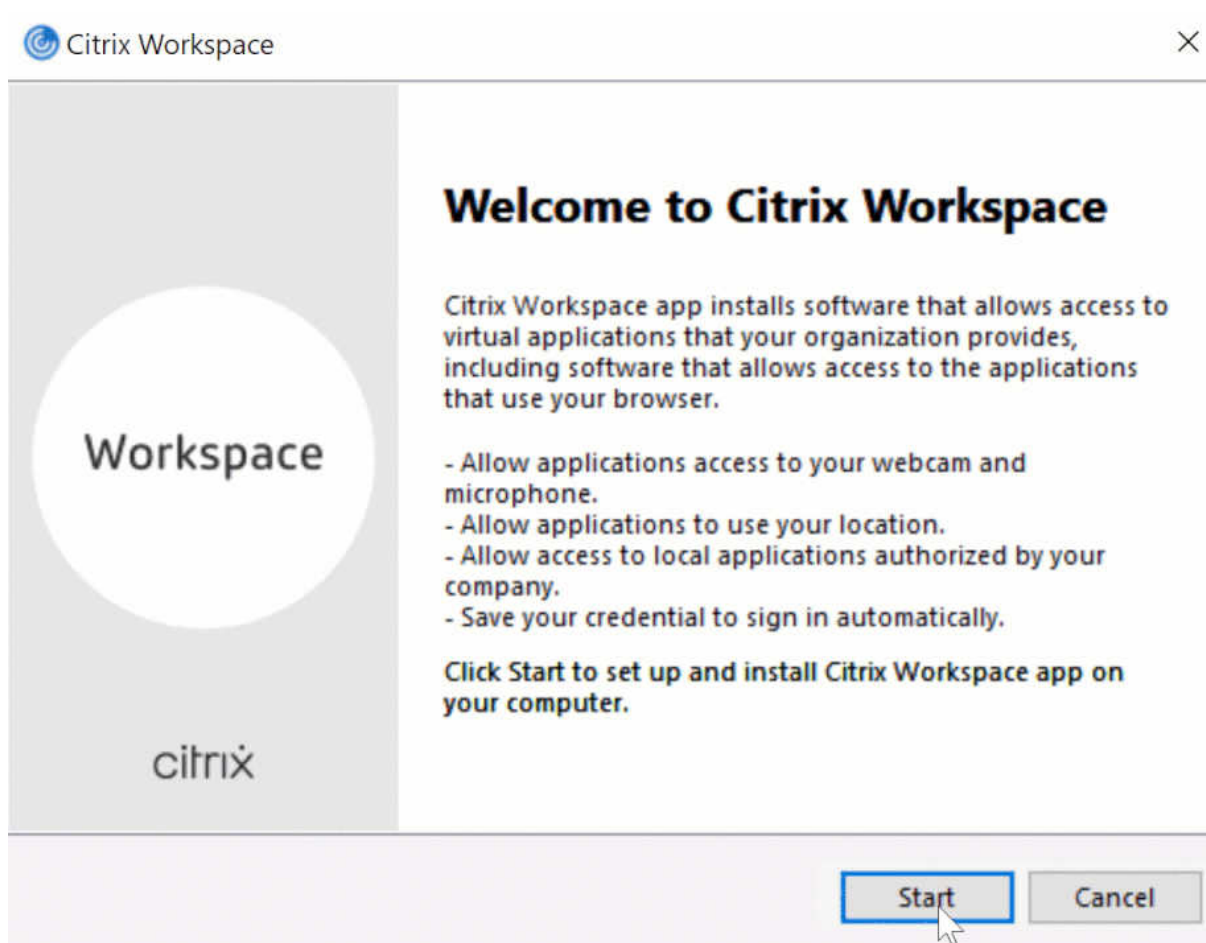 Citrix Workspace
Welcome to Citrix Workspace
Citrix Workspace app installs software that allows access to
virtual applications that your organization provides,
including software that allows access to the applications
that use your browser.
- Allow applications access to your webcam and
microphone.
- Allow applications to use your location.
- Allow access to local applications authorized by your
company.
- Save your credential to sign in automatically.
Click Start to set up and install Citrix Workspace app on
your computer.
Workspace
citrix
Start
Cancel